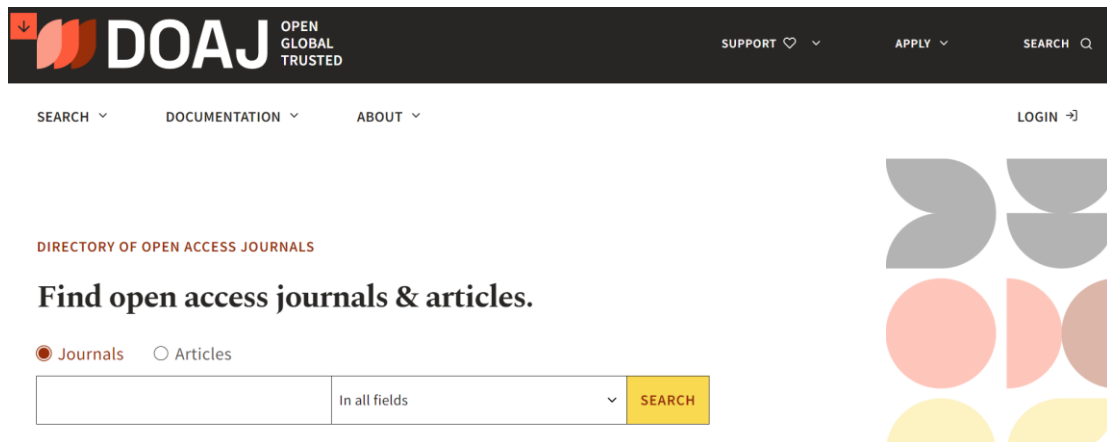 DOAJ
OPEN
GLOBAL
TRUSTED
SUPPORT
APPLY
SEARCH
SEARCH
DOCUMENTATION
ABOUT
LOGIN
DIRECTORY OF OPEN ACCESS JOURNALS
Find open access journals & articles.
Journals
Articles
In all fields
SEARCH